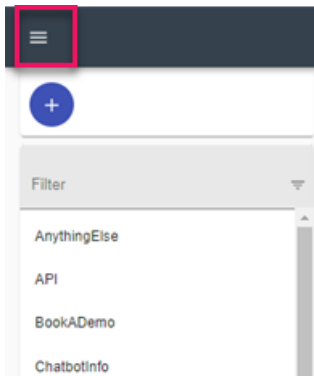 Filter
AnythingElse
API
BookADemo
ChatbotInfo